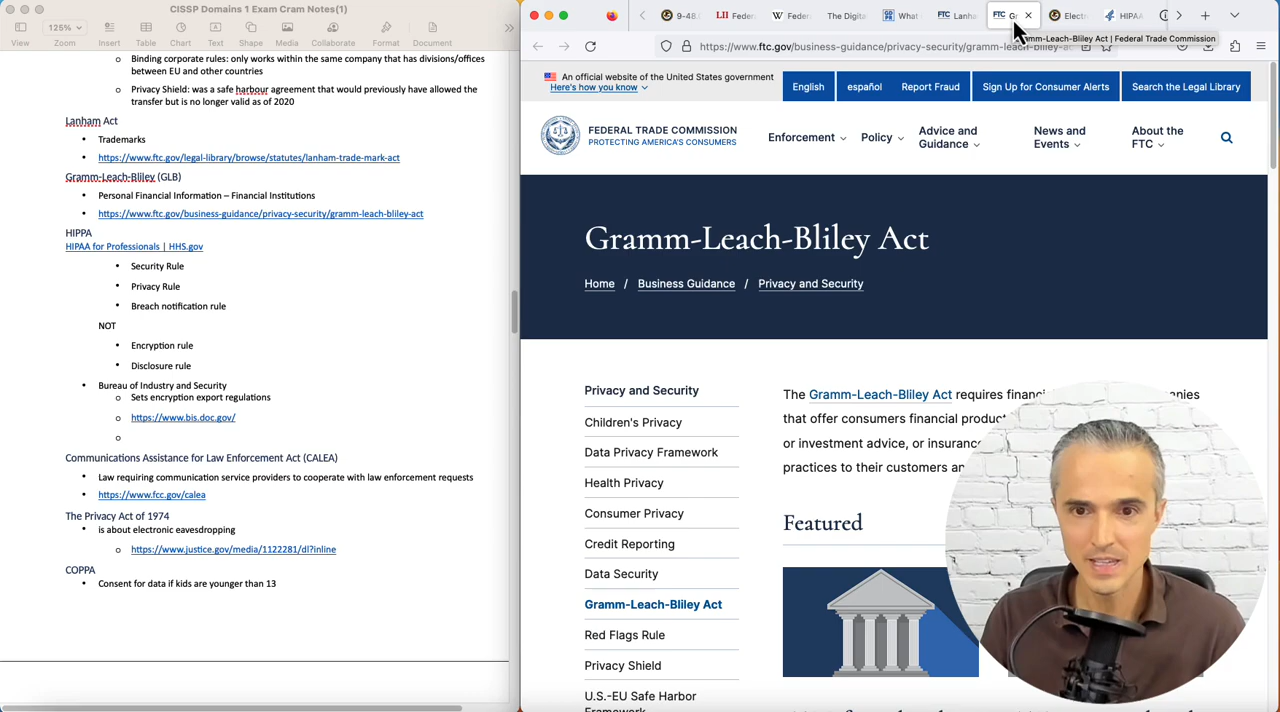 CISSP Domains 1 Exam Cram Notes(1)
125%
View
Zoom
Insert
Table
Chart
Text
Shape
Media
Collaborate
Format
Document
Binding corporate rules: only works within the same company that has divisions/offices
between EU and other countries
Privacy Shield: was a safe harbour agreement that would previously have allowed the
transfer but is no longer valid as of 2020
Lanham Act
Trademarks
https://www.ftc.gov/legal-library/browse/statutes/lanham-trade-mark-act
Gramm-Leach-Bliley (GLB)
Personal Financial Information – Financial Institutions
https://www.ftc.gov/business-guidance/privacy-security/gramm-leach-bliley-act
HIPPA
HIPAA for Professionals | HHS.gov
Security Rule
Privacy Rule
Breach notification rule
NOT
Encryption rule
Disclosure rule
Bureau of Industry and Security
Sets encryption export regulations
https://www.bis.doc.gov/
Communications Assistance for Law Enforcement Act (CALEA)
Law requiring communication service providers to cooperate with law enforcement requests
https://www.fcc.gov/calea
The Privacy Act of 1974
is about electronic eavesdropping
https://www.justice.gov/media/1122281/dl?inline
COPPA
Consent for data if kids are younger than 13
9-48.
LII Feder
W Feder
The Digita
What
FTC Lanha
FTC Gr
Elect
HIPAA
https://www.ftc.gov/business-guidance/privacy-security/gramm-leach-bliley-ac
mm-Leach-Bliley Act | Federal Trade Commission
An official website of the United States government
Here's how you know
English
español
Report Fraud
Sign Up for Consumer Alerts
Search the Legal Library
FEDERAL TRADE COMMISSION
PROTECTING AMERICA'S CONSUMERS
Enforcement
Policy
Advice and
Guidance
News and
Events
About the
FTC
Gramm-Leach-Bliley Act
Home / Business Guidance / Privacy and Security
Privacy and Security
Children's Privacy
Data Privacy Framework
Health Privacy
Consumer Privacy
Credit Reporting
Data Security
Gramm-Leach-Bliley Act
Red Flags Rule
Privacy Shield
U.S.-EU Safe Harbor
Framework
The Gramm-Leach-Bliley Act requires financ anies
that offer consumers financial product
or investment advice, or insuranc
practices to their customers an
Featured